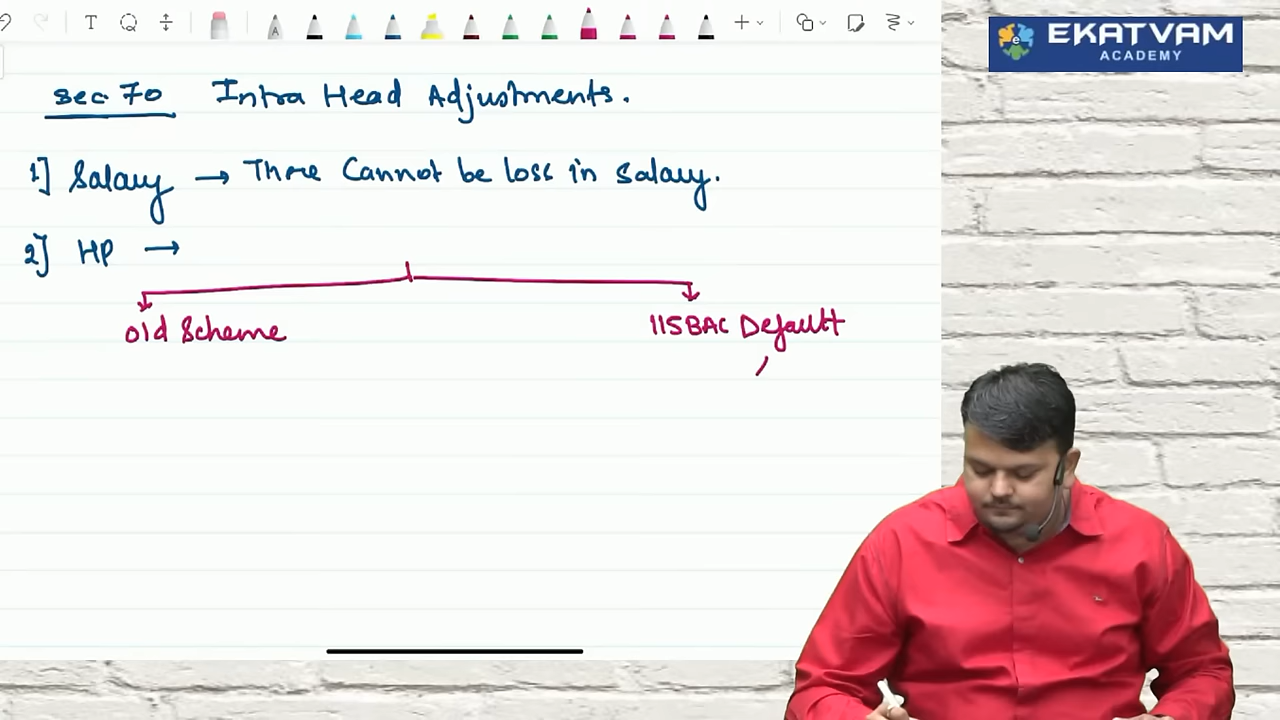 EKATVAM
ACADEMY
Sec 70 Intra Head Adjustments.
1] Salary → There Cannot be loss in Salary.
2] HP →
Old Scheme
115BAC Default